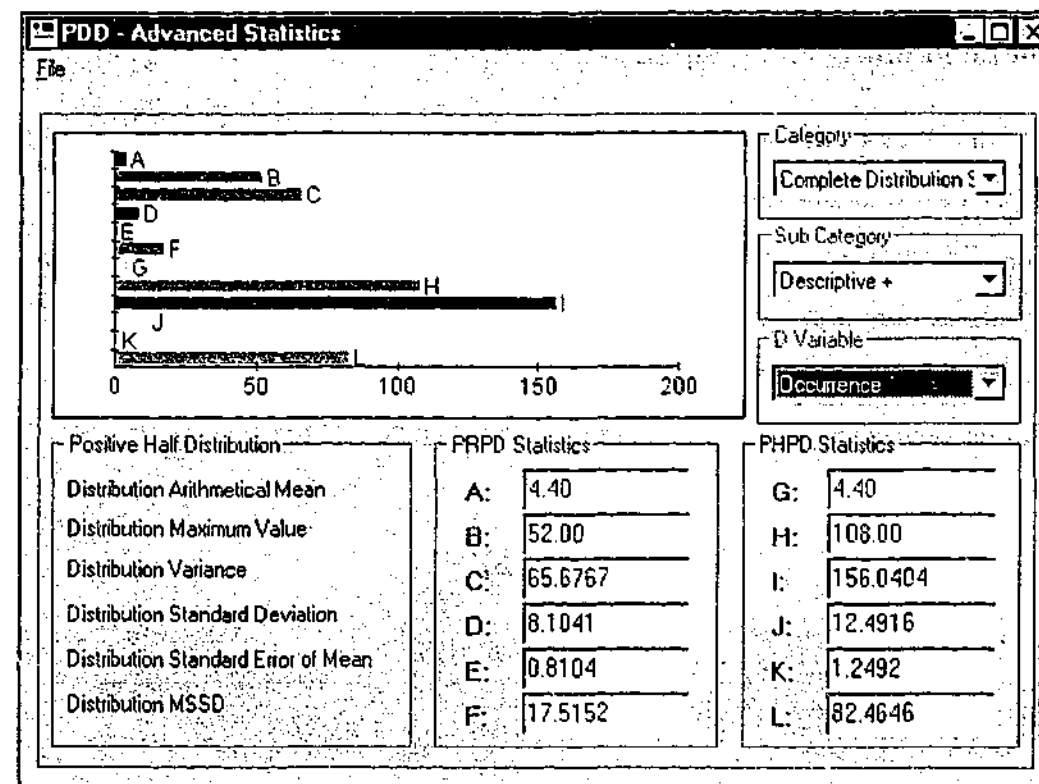 PDD - Advanced Statistics
File
A
B
C
D
E
F
G
H
I
J
K
L
0 50 100 150 200
Category
Complete Distribution S
Sub Category
Descriptive +
D Variable
Occurrence
Positive Half Distribution
Distribution Arithmetical Mean
Distribution Maximum Value
Distribution Variance
Distribution Standard Deviation
Distribution Standard Error of Mean
Distribution MSSD
PRPD Statistics
A: 4.40
B: 52.00
C: 65.6767
D: 8.1041
E: 0.8104
F: 17.5152
PHPD Statistics
G: 4.40
H: 108.00
I: 156.0404
J: 12.4916
K: 1.2492
L: 82.4646